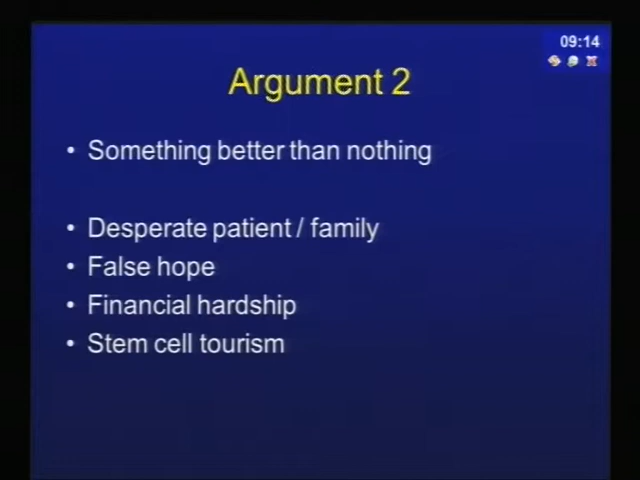 09:14
Argument 2
• Something better than nothing
• Desperate patient / family
• False hope
• Financial hardship
• Stem cell tourism